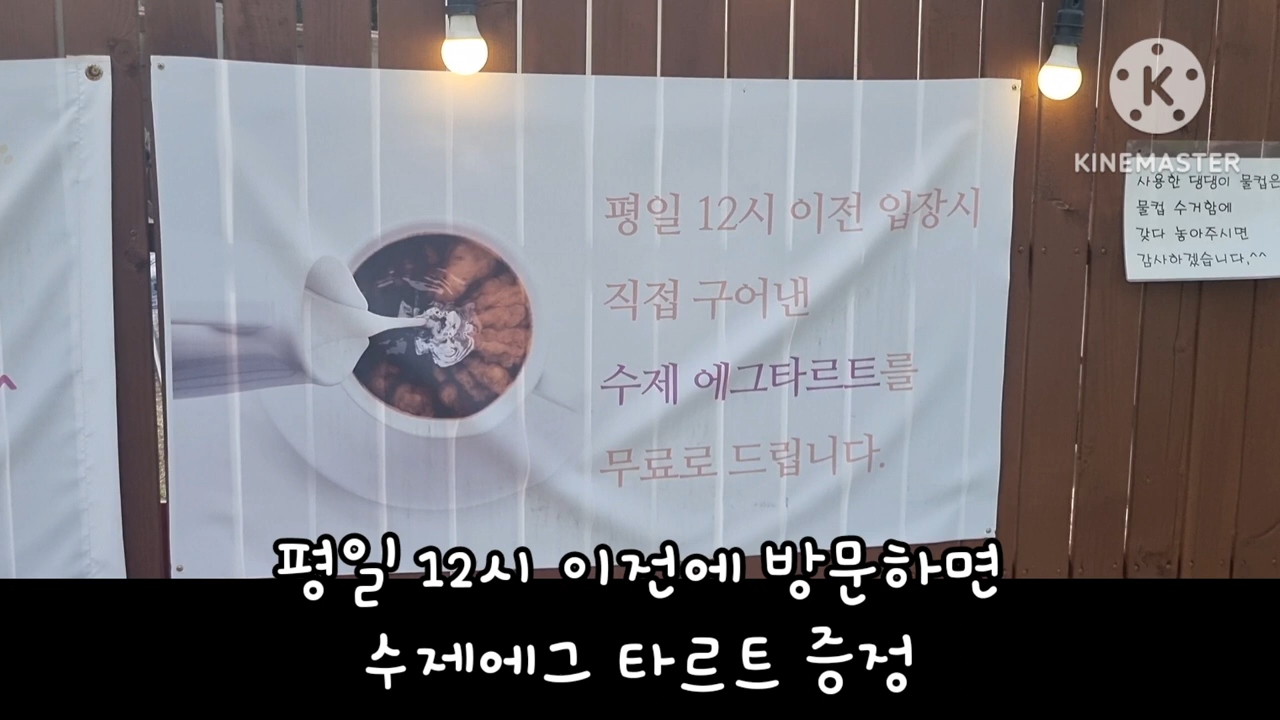 평일 12시 이전 입장시
직접 구어낸
수제 에그타르트를
무료로 드립니다.
KINEMASTER
사용한 댕댕이 물컵은
물컵 수거함에
갖다 놓아주시면
감사하겠습니다.^^
평일 12시 이전에 방문하면
수제에그 타르트 증정